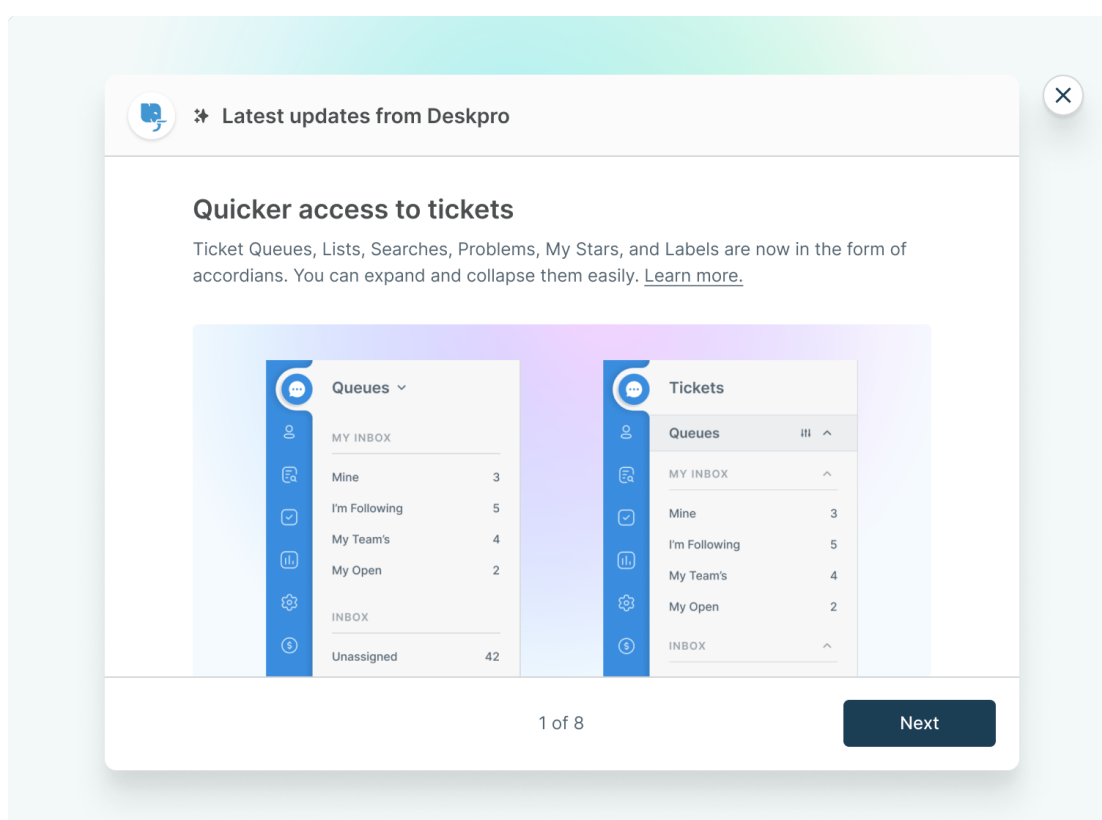 Latest updates from Deskpro
Quicker access to tickets
Ticket Queues, Lists, Searches, Problems, My Stars, and Labels are now in the form of
accordians. You can expand and collapse them easily. Learn more.
Queues
MY INBOX
Mine 3
I'm Following 5
My Team's 4
My Open 2
INBOX
Unassigned 42
Tickets
Queues
MY INBOX
Mine 3
I'm Following 5
My Team's 4
My Open 2
INBOX
1 of 8
Next